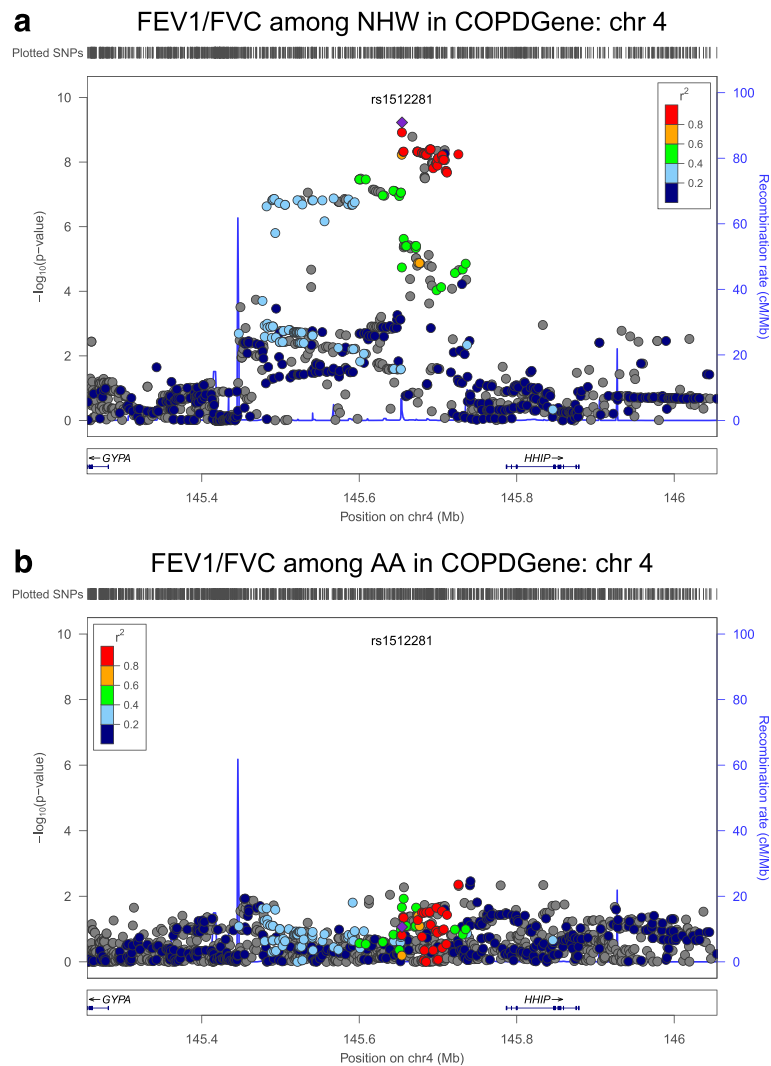 a
FEV1/FVC among NHW in COPDGene: chr 4
Plotted SNPs
rs1512281
r2
0.8
0.6
0.4
0.2
10
8
6
4
2
0
−log10(p−value)
100
80
60
40
20
0
Recombination rate (cM/Mb)
←GYPA
HHIP→
145.4
145.6
145.8
146
Position on chr4 (Mb)
b
FEV1/FVC among AA in COPDGene: chr 4
Plotted SNPs
rs1512281
r2
0.8
0.6
0.4
0.2
10
8
6
4
2
0
−log10(p−value)
100
80
60
40
20
0
Recombination rate (cM/Mb)
←GYPA
HHIP→
145.4
145.6
145.8
146
Position on chr4 (Mb)